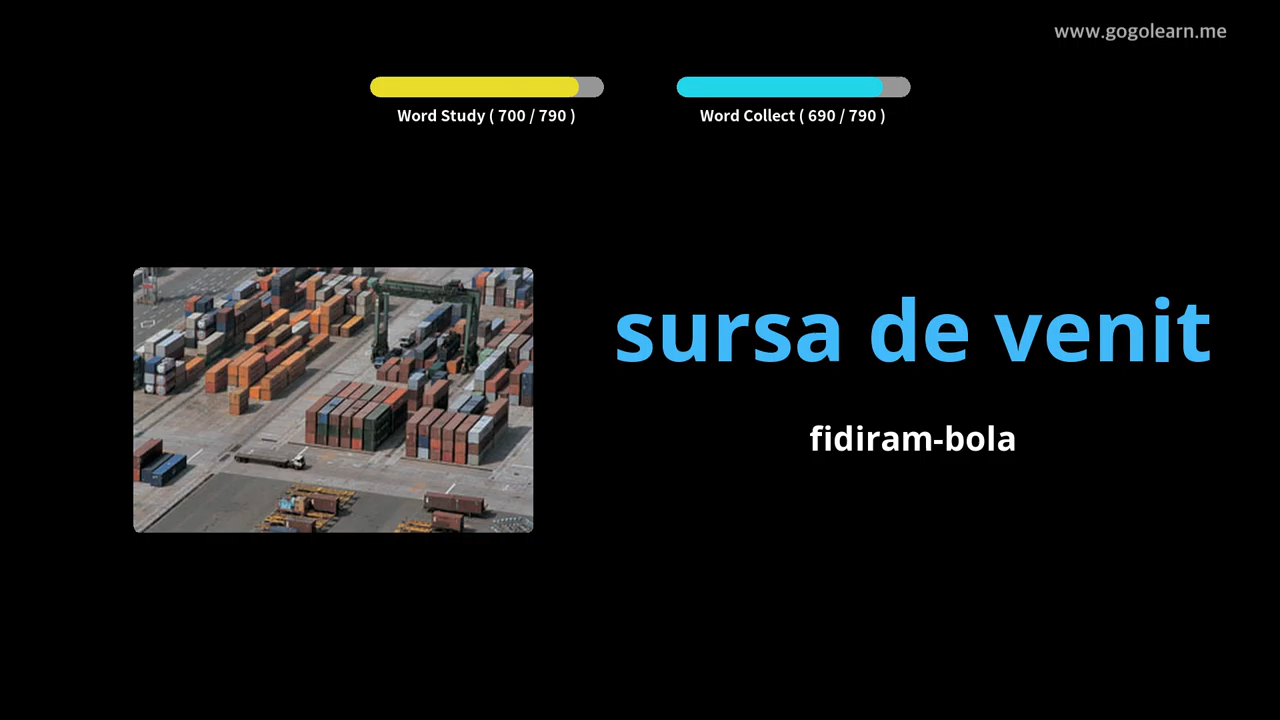 www.gogolearn.me
Word Study ( 700 / 790 )
Word Collect ( 690 / 790 )
sursa de venit
fidiram-bola